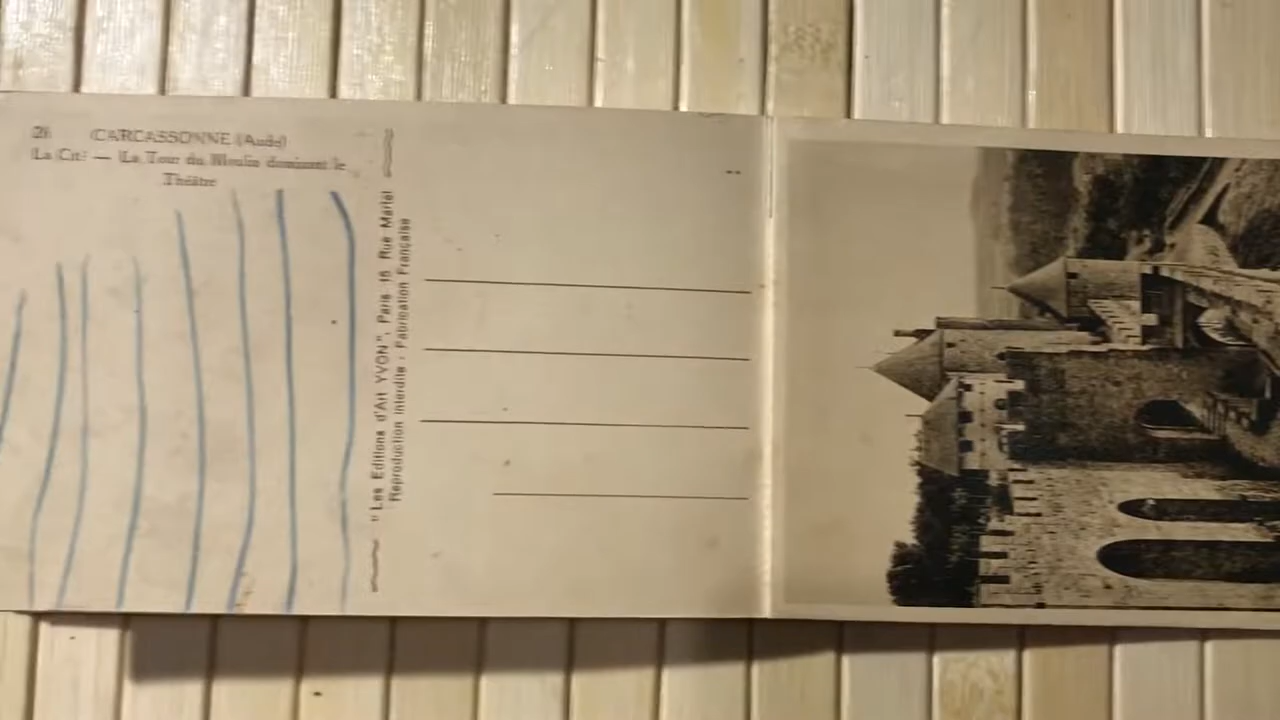 CARCASSONNE (Aude)
La Cité — La Tour du Moulin dominant le
Théâtre
"Les Editions d'Art YVON", Paris 15 Rue Martel
Reproduction Interdite - Fabrication Française